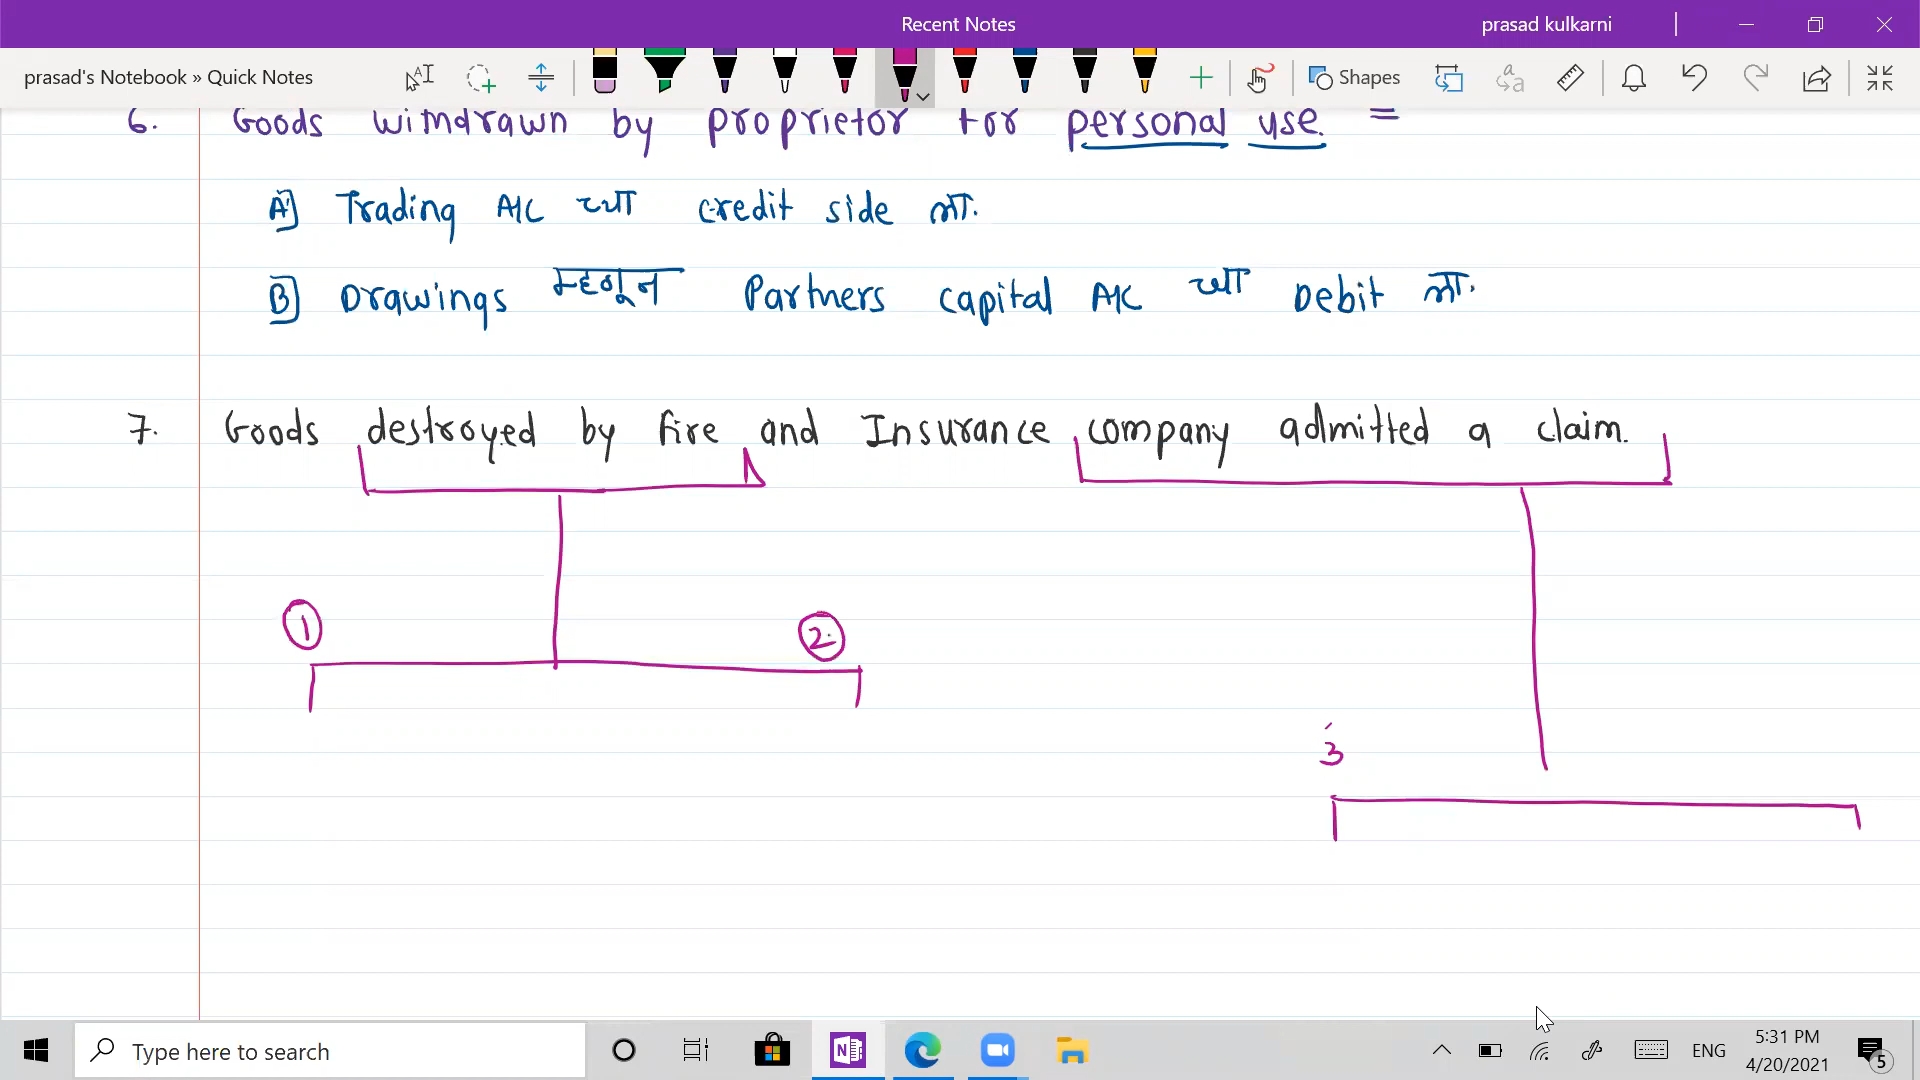 Recent Notes
prasad kulkarni
prasad's Notebook » Quick Notes
Shapes
6. Goods withdrawn by proprietor for personal use. =
A] Trading A/C च्या credit side ला.
B] Drawings म्हणून Partners capital A/C च्या Debit ला.
7. Goods destroyed by fire and Insurance company admitted a claim.
1
2.
3
Type here to search
ENG
5:31 PM
4/20/2021
5